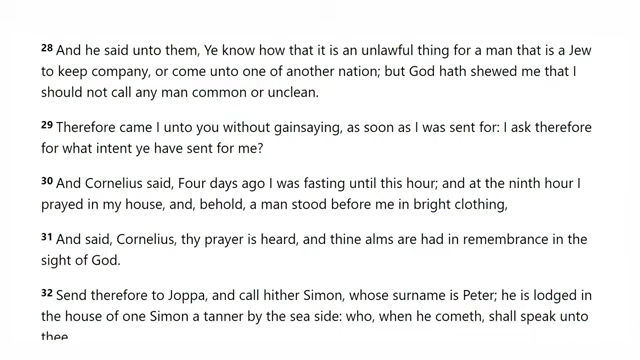 28 And he said unto them, Ye know how that it is an unlawful thing for a man that is a Jew
to keep company, or come unto one of another nation; but God hath shewed me that I
should not call any man common or unclean.
29 Therefore came I unto you without gainsaying, as soon as I was sent for: I ask therefore
for what intent ye have sent for me?
30 And Cornelius said, Four days ago I was fasting until this hour; and at the ninth hour I
prayed in my house, and, behold, a man stood before me in bright clothing,
31 And said, Cornelius, thy prayer is heard, and thine alms are had in remembrance in the
sight of God.
32 Send therefore to Joppa, and call hither Simon, whose surname is Peter; he is lodged in
the house of one Simon a tanner by the sea side: who, when he cometh, shall speak unto
thee